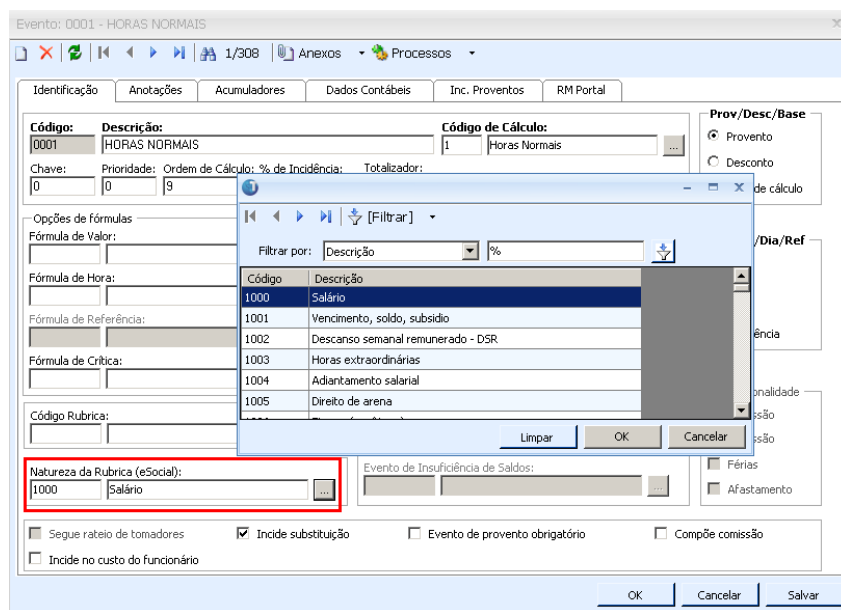 Evento: 0001 - HORAS NORMAIS
1/308 Anexos Processos
Identificação Anotações Acumuladores Dados Contábeis Inc. Proventos RM Portal
Prov/Desc/Base
Código: Descrição: Código de Cálculo:
0001 HORAS NORMAIS 1 Horas Normais ...
Provento
Desconto
de cálculo
Chave: Prioridade: Ordem de Cálculo: % de Incidência: Totalizador:
0 0 9
[Filtrar]
Filtrar por: Descrição %
Código Descrição
1000 Salário
1001 Vencimento, soldo, subsidio
1002 Descanso semanal remunerado - DSR
1003 Horas extraordinárias
1004 Adiantamento salarial
1005 Direito de arena
Limpar OK Cancelar
Opções de fórmulas
Fórmula de Valor:
Fórmula de Hora:
Fórmula de Referência:
Fórmula de Crítica:
/Dia/Ref
ência
onalidade
ssão
ssão
Férias
Afastamento
Código Rubrica:
Natureza da Rubrica (eSocial):
1000 Salário ...
Evento de Insuficiência de Saldos:
...
Segue rateio de tomadores Incide substituição Evento de provento obrigatório Compõe comissão
Incide no custo do funcionário
OK Cancelar Salvar